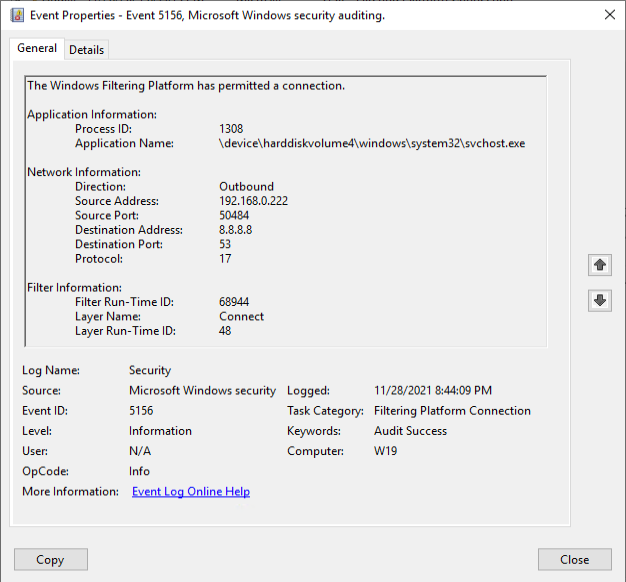 Event Properties - Event 5156, Microsoft Windows security auditing.
General Details
The Windows Filtering Platform has permitted a connection.
Application Information:
Process ID: 1308
Application Name: \device\harddiskvolume4\windows\system32\svchost.exe
Network Information:
Direction: Outbound
Source Address: 192.168.0.222
Source Port: 50484
Destination Address: 8.8.8.8
Destination Port: 53
Protocol: 17
Filter Information:
Filter Run-Time ID: 68944
Layer Name: Connect
Layer Run-Time ID: 48
Log Name: Security
Source: Microsoft Windows security Logged: 11/28/2021 8:44:09 PM
Event ID: 5156 Task Category: Filtering Platform Connection
Level: Information Keywords: Audit Success
User: N/A Computer: W19
OpCode: Info
More Information: Event Log Online Help
Copy Close